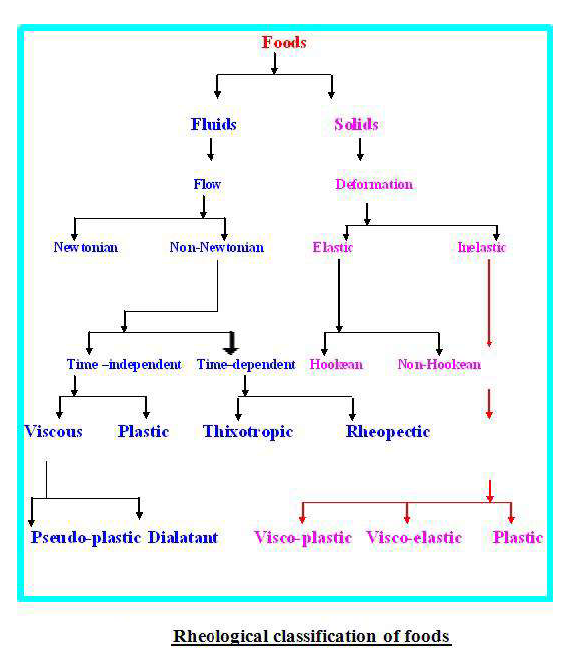 Foods
Fluids Solids
Flow Deformation
Newtonian Non-Newtonian Elastic Inelastic
Time –independent Time–dependent Hookean Non-Hookean
Viscous Plastic Thixotropic Rheopectic
Pseudo-plastic Dialatant Visco-plastic Visco-elastic Plastic
Rheological classification of foods